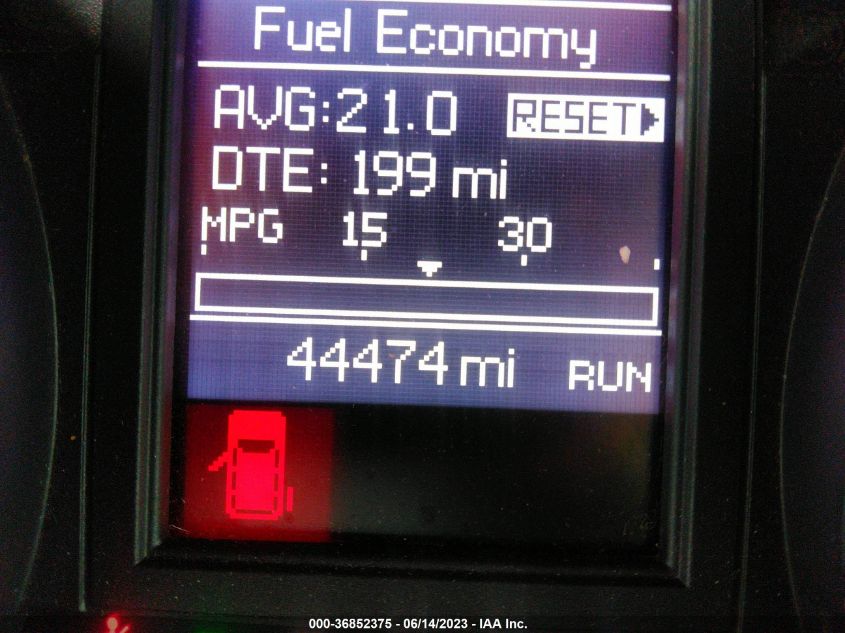 Fuel Economy
AVG:21.0 RESET
DTE: 199 mi
MPG 15 30
44474 mi RUN
000-36852375 - 06/14/2023 - IAA Inc.